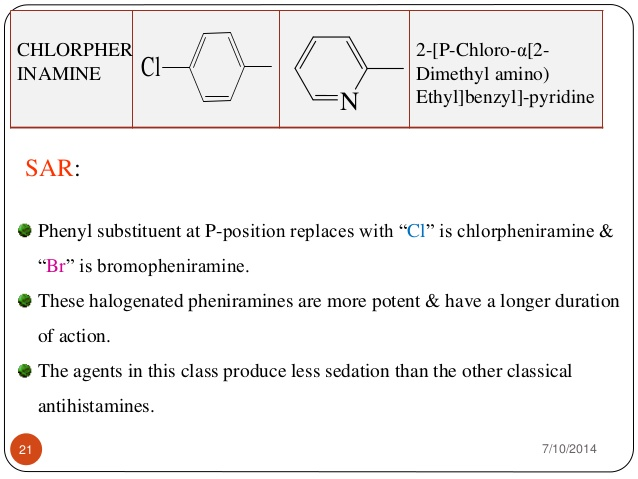 CHLORPHER
INAMINE
Cl
N
2-[P-Chloro-α[2-
Dimethyl amino)
Ethyl]benzyl]-pyridine
SAR:
Phenyl substituent at P-position replaces with “Cl” is chlorpheniramine &
“Br” is bromopheniramine.
These halogenated pheniramines are more potent & have a longer duration
of action.
The agents in this class produce less sedation than the other classical
antihistamines.
21
7/10/2014